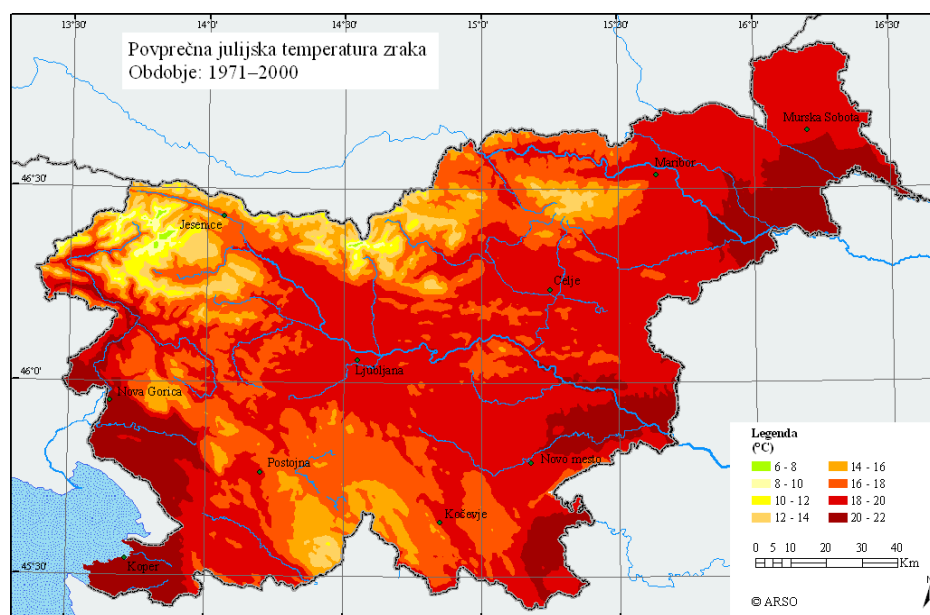 13°30'
14°0'
14°30'
15°0'
15°30'
16°0'
16°30'
Povprečna julijska temperatura zraka
Obdobje: 1971–2000
Murska Sobota
Maribor
46°30'
Jesenice
Celje
Ljubljana
46°0'
Nova Gorica
Postojna
Novo mesto
Kočevje
Koper
45°30'
Legenda
(°C)
6 - 8
8 - 10
10 - 12
12 - 14
14 - 16
16 - 18
18 - 20
20 - 22
0 5 10 20 30 40
Km
N
© ARSO